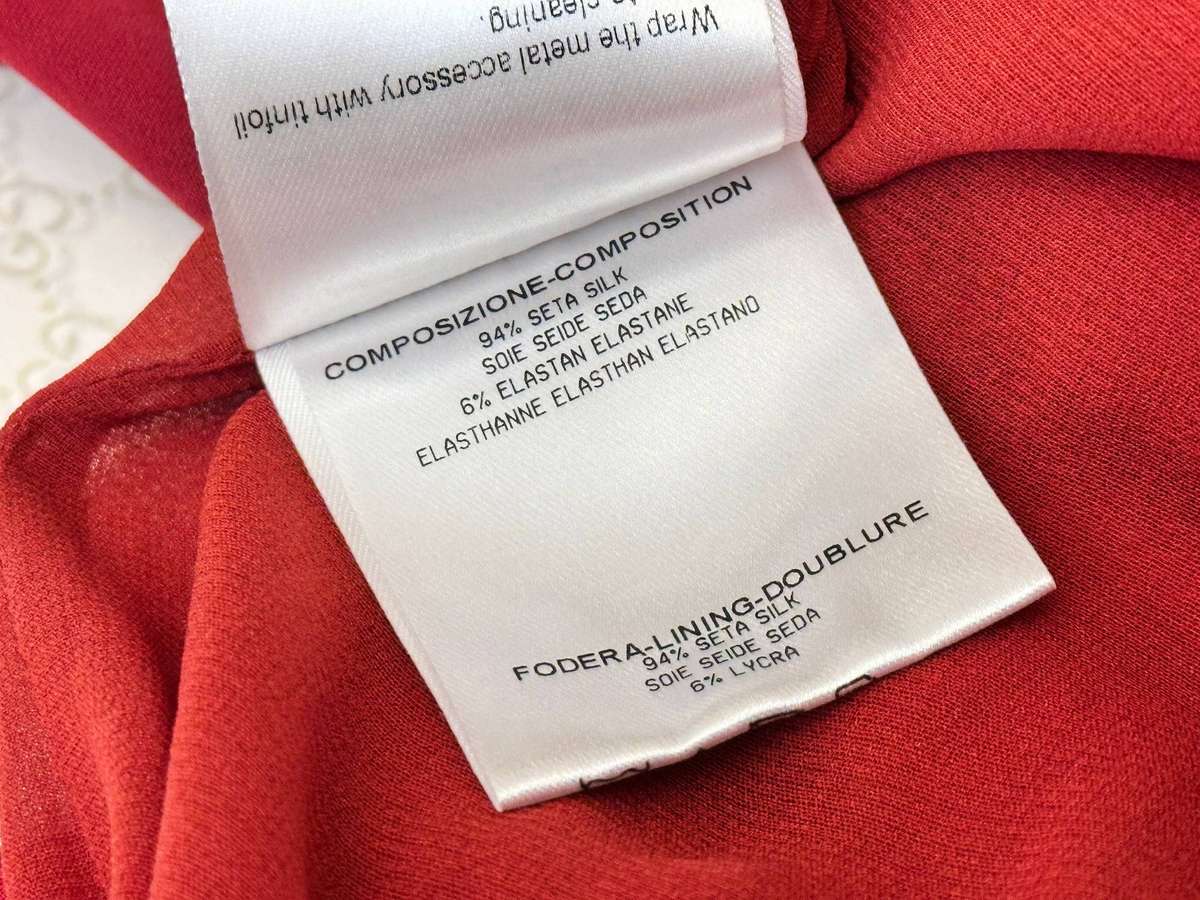 Wrap the metal accessory with tinfoil
cleaning.
COMPOSIZIONE-COMPOSITION
94% SETA SILK
SOIE SEIDE SEDA
6% ELASTAN ELASTANE
ELASTHANNE ELASTHAN ELASTANO
FODERA-LINING-DOUBLURE
94% SETA SILK
SOIE SEIDE SEDA
6% LYCRA